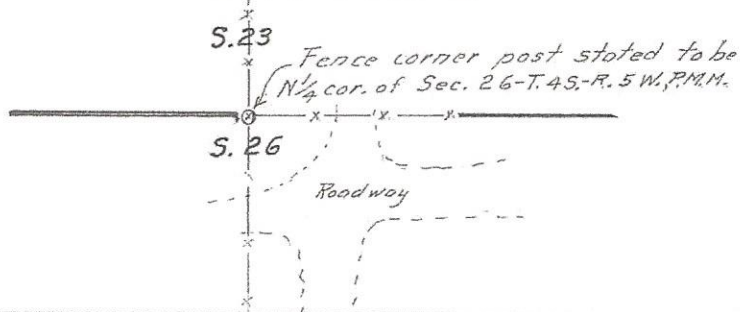 S.23
Fence corner post stated to be
N¼ cor. of Sec. 26-T.4S.-R.5W.,P.M.M.
S.26
Roadway